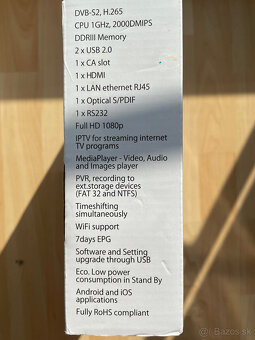 DVB-S2, H.265
CPU 1GHz, 2000DMIPS
DDRIII Memory
2 x USB 2.0
1 x CA slot
1 x HDMI
1 x LAN ethernet RJ45
1 x Optical S/PDIF
1 x RS232
Full HD 1080p
IPTV for streaming internet
TV programs
MediaPlayer - Video, Audio
and Images player
PVR, recording to
ext.storage devices
(FAT 32 and NTFS)
Timeshifting
simultaneously
WiFi support
7days EPG
Software and Setting
upgrade through USB
Eco. Low power
consumption in Stand By
Android and iOS
applications
Fully RoHS compliant
Bazos.sk